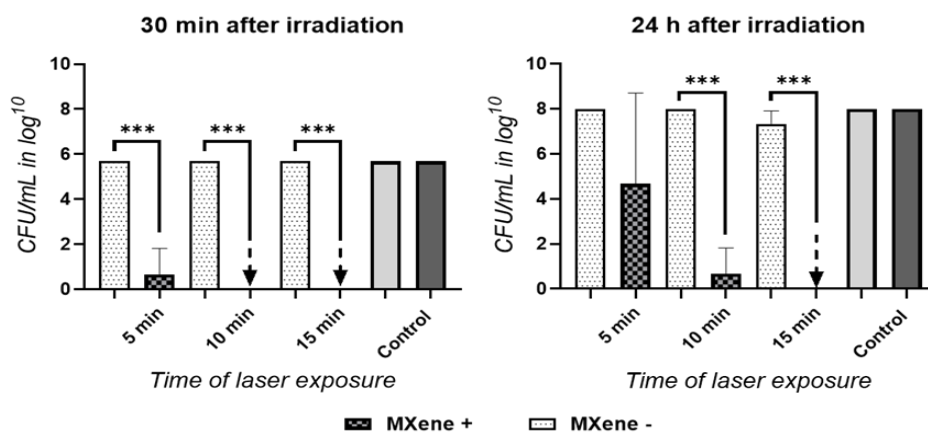 30 min after irradiation
CFU/mL in log10
10
8
6
4
2
0
***
***
***
5 min
10 min
15 min
Control
Time of laser exposure
24 h after irradiation
CFU/mL in log10
10
8
6
4
2
0
***
***
5 min
10 min
15 min
Control
Time of laser exposure
MXene + MXene -